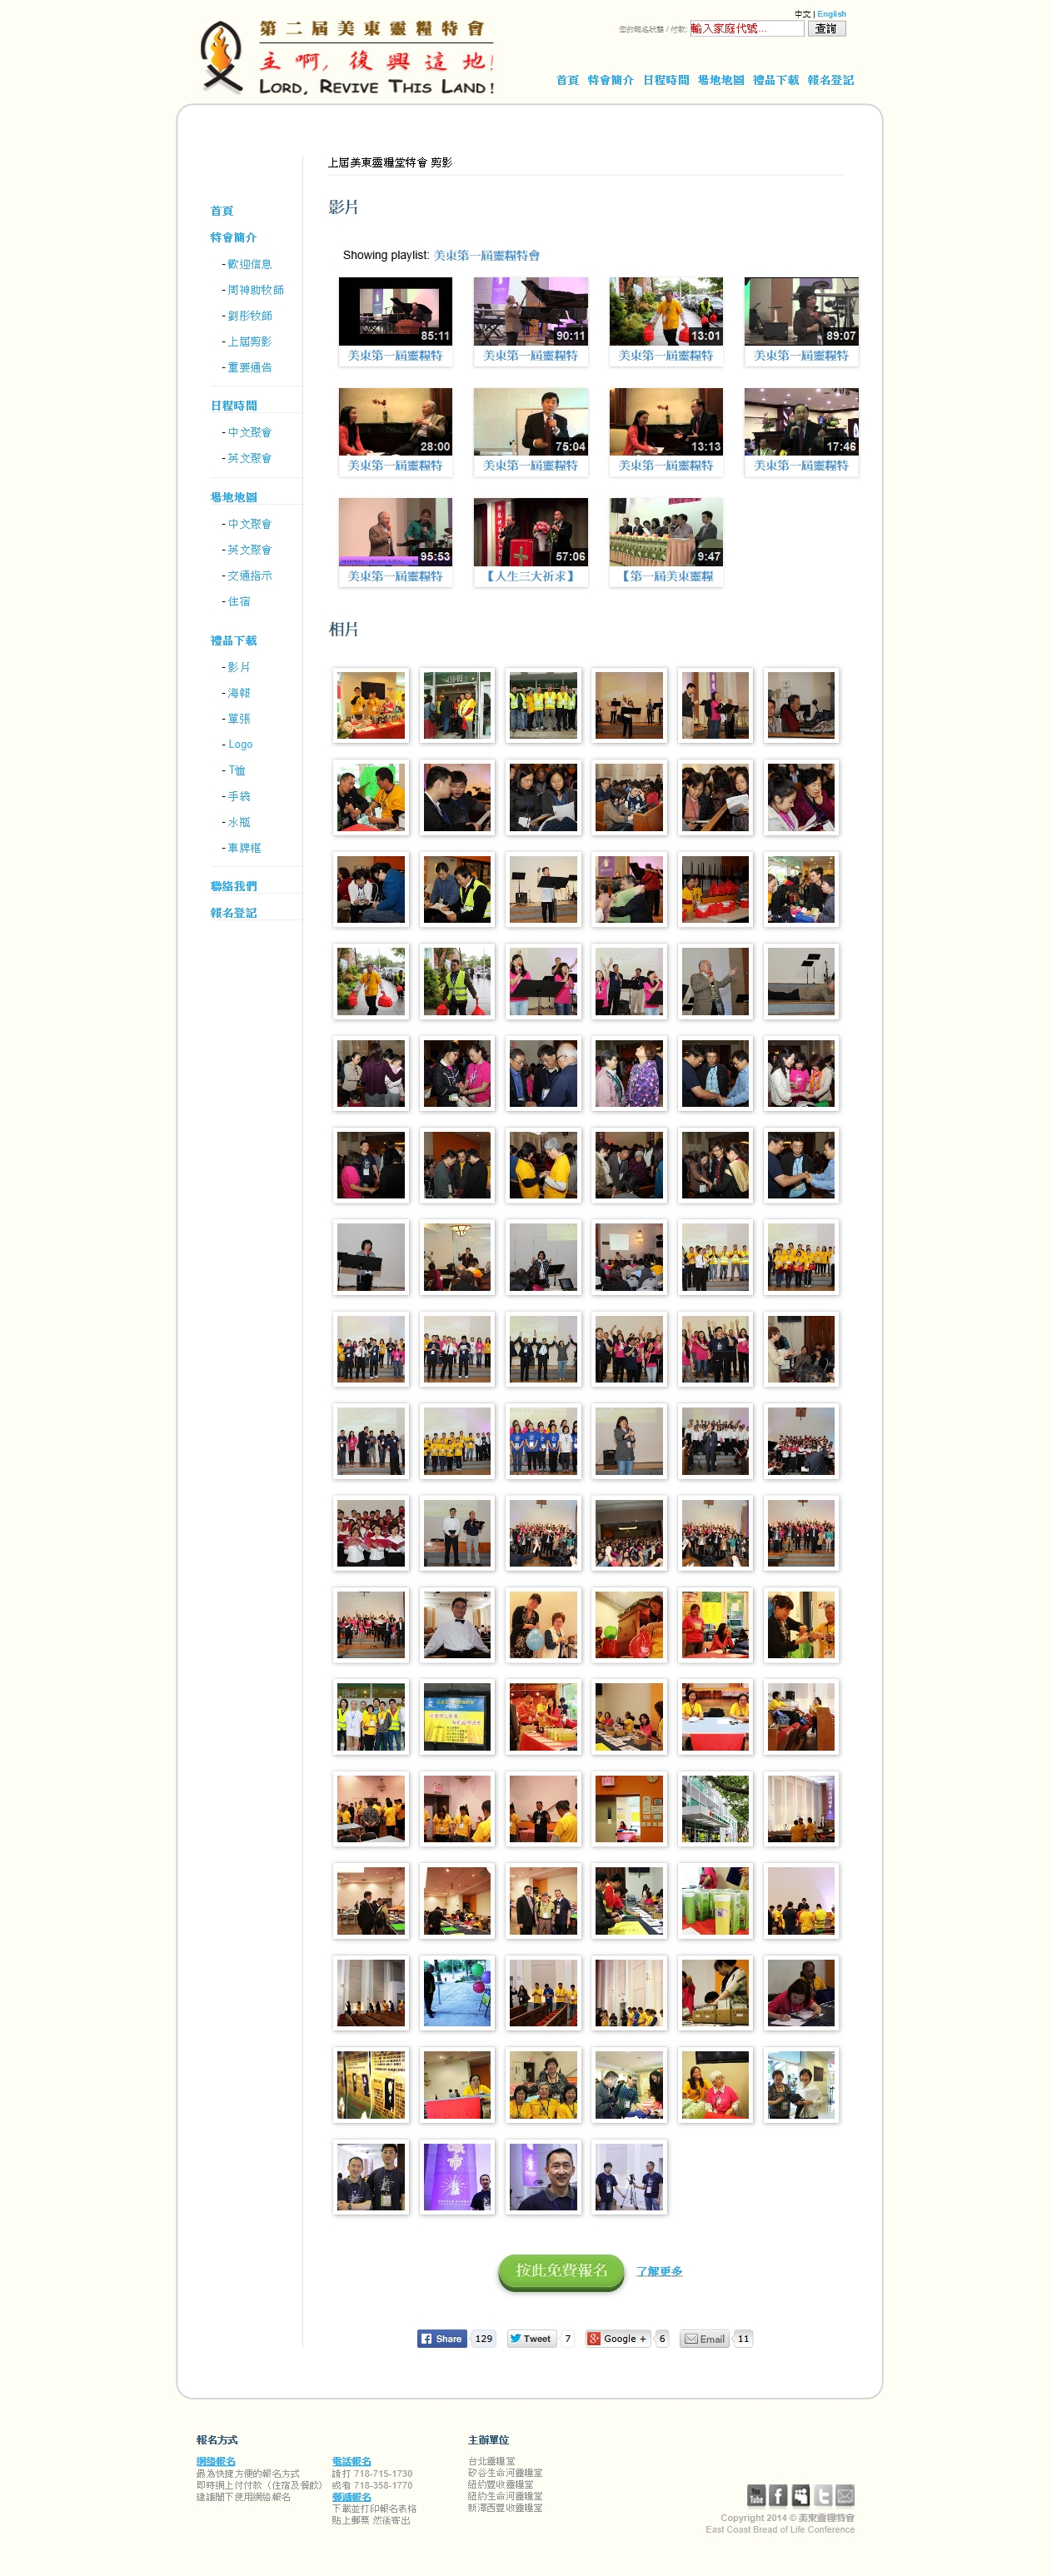 第二屆美東靈糧特會
主啊，復興這地!
LORD, REVIVE THIS LAND!
中文 | English
您的報名狀態 / 付款: 輸入家庭代號... 查詢
首頁 特會簡介 日程時間 場地地圖 禮品下載 報名登記
上屆美東靈糧堂特會 剪影
首頁
特會簡介
- 歡迎信息
- 周神助牧師
- 劉彤牧師
- 上屆剪影
- 重要通告
日程時間
- 中文聚會
- 英文聚會
場地地圖
- 中文聚會
- 英文聚會
- 交通指示
- 住宿
禮品下載
- 影片
- 海報
- 單張
- Logo
- T恤
- 手袋
- 水瓶
- 車牌框
聯絡我們
報名登記
影片
Showing playlist: 美東第一屆靈糧特會
85:11 90:11 13:01 89:07
美東第一屆靈糧特 美東第一屆靈糧特 美東第一屆靈糧特 美東第一屆靈糧特
28:00 75:04 13:13 17:46
美東第一屆靈糧特 美東第一屆靈糧特 美東第一屆靈糧特 美東第一屆靈糧特
95:53 57:06 9:47
美東第一屆靈糧特 【人生三大祈求】 【第一屆美東靈糧
相片
按此免費報名 了解更多
Share 129 Tweet 7 Google + 6 Email 11
報名方式
網絡報名
最為快捷方便的報名方式
即時網上付付款（住宿及餐飲）
建議閣下使用網絡報名
電話報名
請打 718-715-1730
或者 718-358-1770
郵遞報名
下載並打印報名表格
貼上郵票 然後寄出
主辦單位
台北靈糧堂
矽谷生命河靈糧堂
紐約豐收靈糧堂
紐約生命河靈糧堂
新澤西豐收靈糧堂
Copyright 2014 © 美東靈糧特會
East Coast Bread of Life Conference